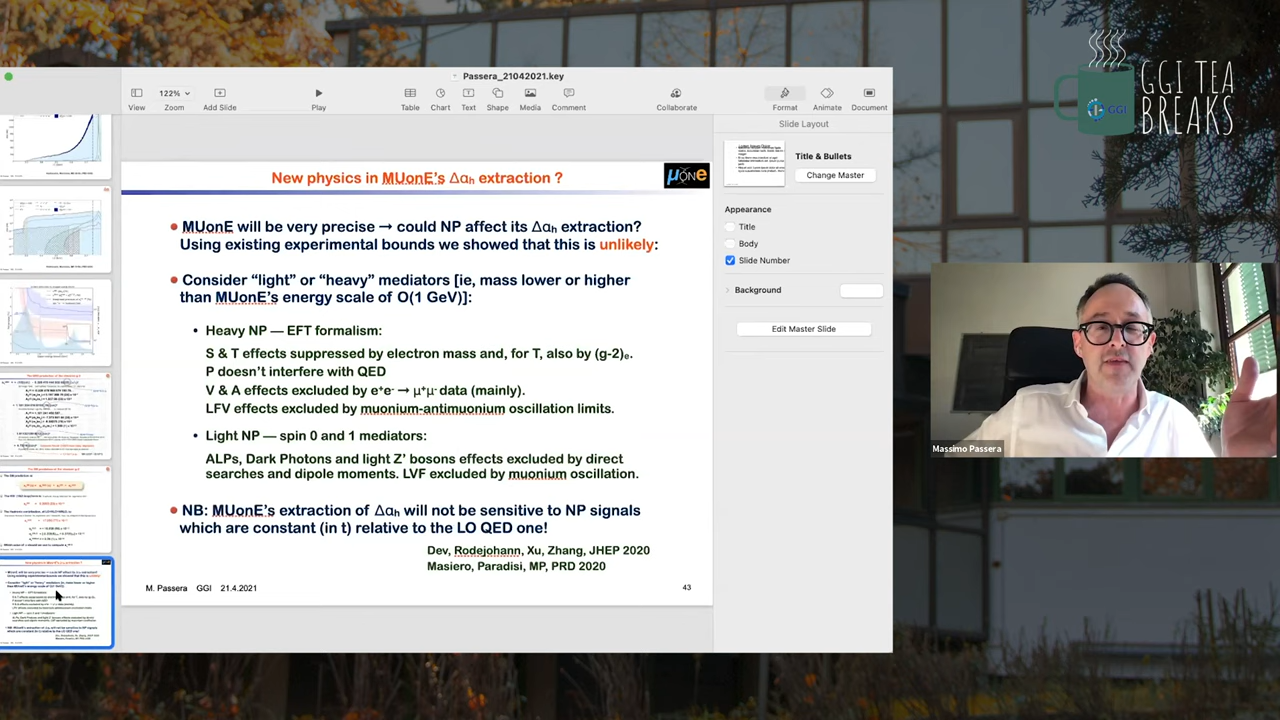 Passera_21042021.key
122%
View
Zoom
Add Slide
Play
Table
Chart
Text
Shape
Media
Comment
Collaborate
Format
Animate
Document
GGI TEA
BREAKS
GGI
Slide Layout
Title & Bullets
Change Master
Appearance
Title
Body
Slide Number
Background
Edit Master Slide
New physics in MUonE's Δαₕ extraction ?
μone
• MUonE will be very precise → could NP affect its Δαₕ extraction?
Using existing experimental bounds we showed that this is unlikely:
• Consider “light” or “heavy” mediators [ie, mass lower or higher
than MUonE's energy scale of O(1 GeV)]:
• Heavy NP — EFT formalism:
S & T effects suppressed by electron mass and, for T, also by (g-2)ₑ.
P doesn't interfere with QED
V & A effects excluded by e⁺e⁻ → μ⁺μ⁻ data (mainly).
LFV effects excluded by muonium-antimuonium oscillation limits.
• Light NP — spin 0 and 1 mediators:
ALPs, Dark Photons and light Z' bosons effects excluded by direct
searches and dipole moments. LVF excluded by muonium oscillation.
• NB: MUonE's extraction of Δαₕ will not be sensitive to NP signals
which are constant (in t) relative to the LO QED one!
Dev, Rodejohann, Xu, Zhang, JHEP 2020
Masiero, Paradisi, MP, PRD 2020
M. Passera GGI 21.4.2021
43
Massimo Passera